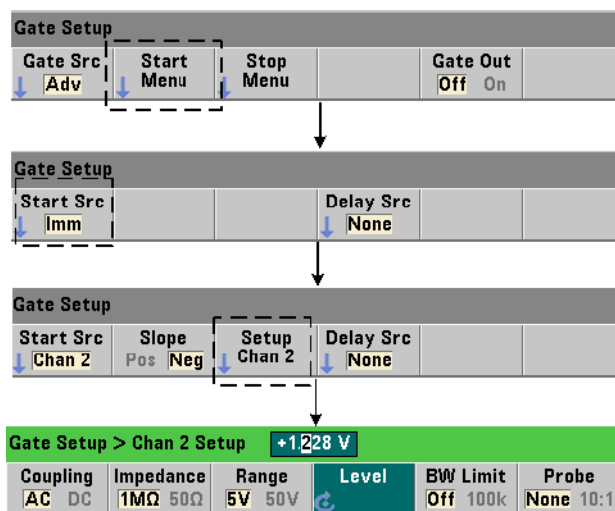 Gate Setup
Gate Src Start Stop Gate Out
Adv Menu Menu Off On
Gate Setup
Start Src Delay Src
Imm None
Gate Setup
Start Src Slope Setup Delay Src
Chan 2 Pos Neg Chan 2 None
Gate Setup > Chan 2 Setup +1.228 V
Coupling Impedance Range Level BW Limit Probe
AC DC 1MΩ 50Ω 5V 50V Off 100k None 10:1